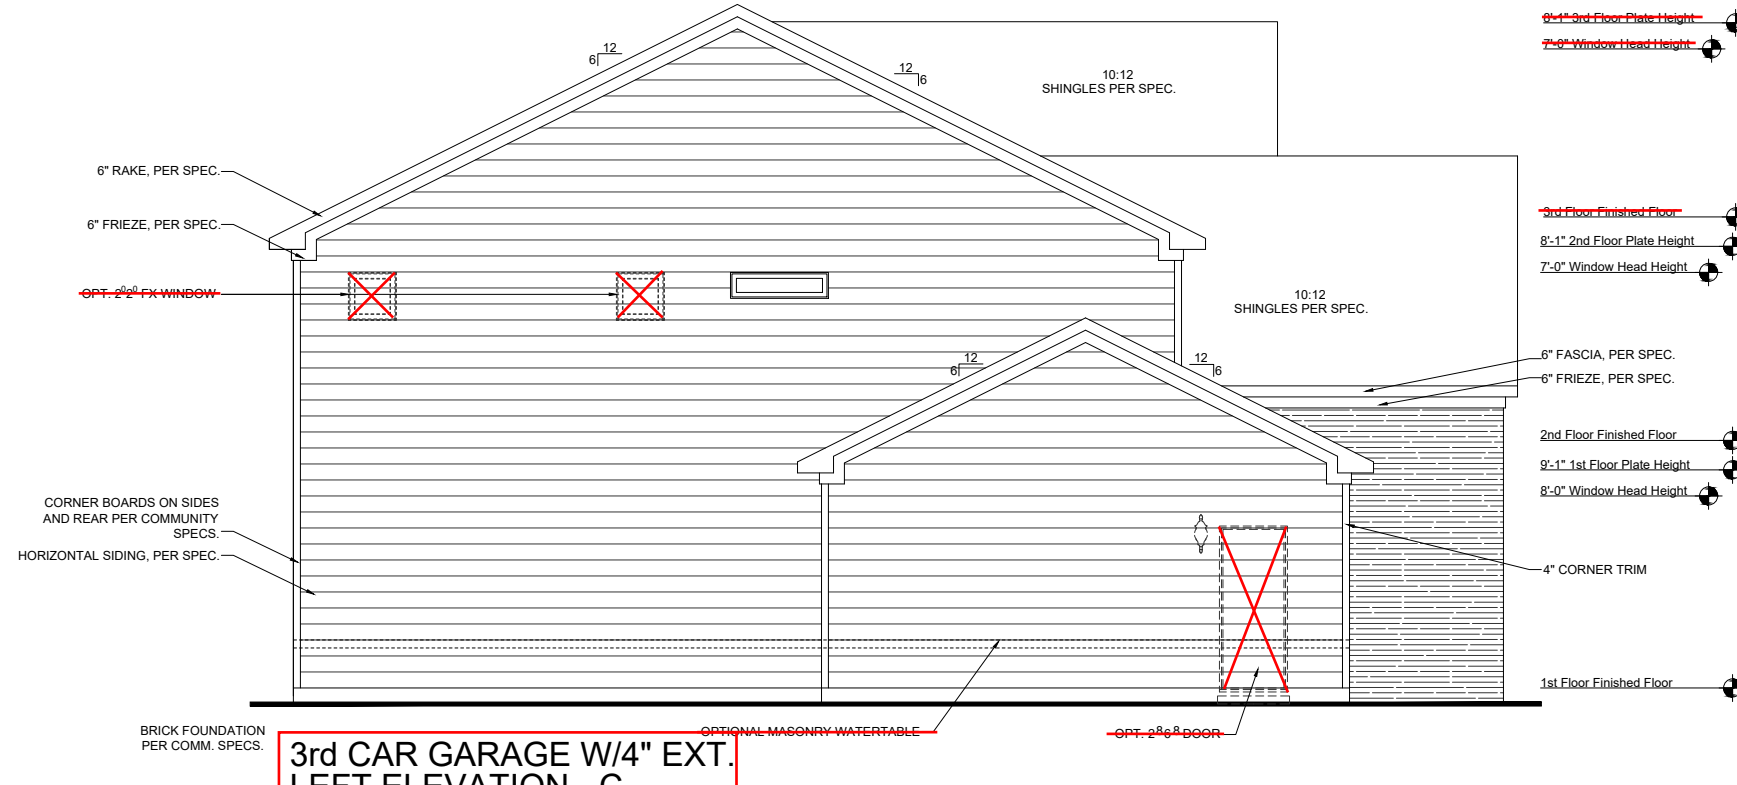 8'-1" 3rd Floor Plate Height
7'-0" Window Head Height
12
6
12
6
10:12
SHINGLES PER SPEC.
6" RAKE, PER SPEC.
6" FRIEZE, PER SPEC.
3rd Floor Finished Floor
8'-1" 2nd Floor Plate Height
7'-0" Window Head Height
OPT. 2⁰2⁰ FX WINDOW
10:12
SHINGLES PER SPEC.
12
6
12
6
6" FASCIA, PER SPEC.
6" FRIEZE, PER SPEC.
2nd Floor Finished Floor
9'-1" 1st Floor Plate Height
8'-0" Window Head Height
CORNER BOARDS ON SIDES
AND REAR PER COMMUNITY
SPECS.
HORIZONTAL SIDING, PER SPEC.
4" CORNER TRIM
1st Floor Finished Floor
BRICK FOUNDATION
PER COMM. SPECS.
OPTIONAL MASONRY WATERTABLE
OPT. 2⁸6⁸ DOOR
3rd CAR GARAGE W/4" EXT.
LEFT ELEVATION - C